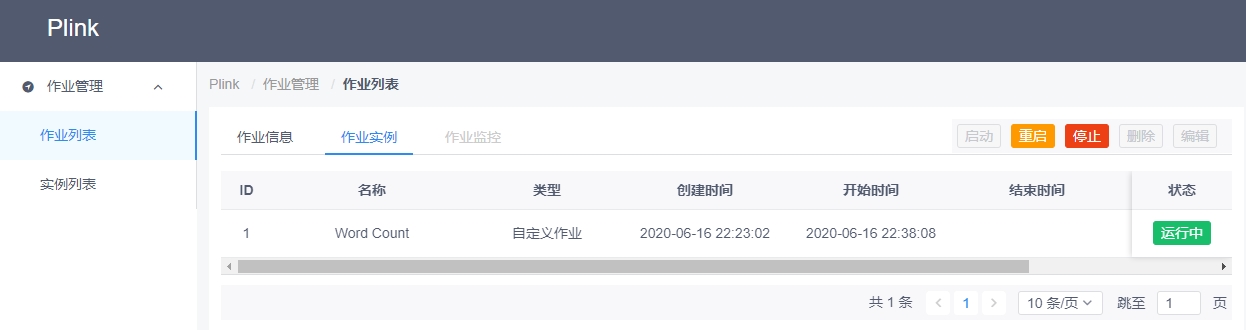 Plink
作业管理
作业列表
实例列表
Plink / 作业管理 / 作业列表
作业信息 作业实例 作业监控 启动 重启 停止 删除 编辑
ID 名称 类型 创建时间 开始时间 结束时间 状态
1 Word Count 自定义作业 2020-06-16 22:23:02 2020-06-16 22:38:08 运行中
共 1 条 1 10 条/页 跳至 1 页